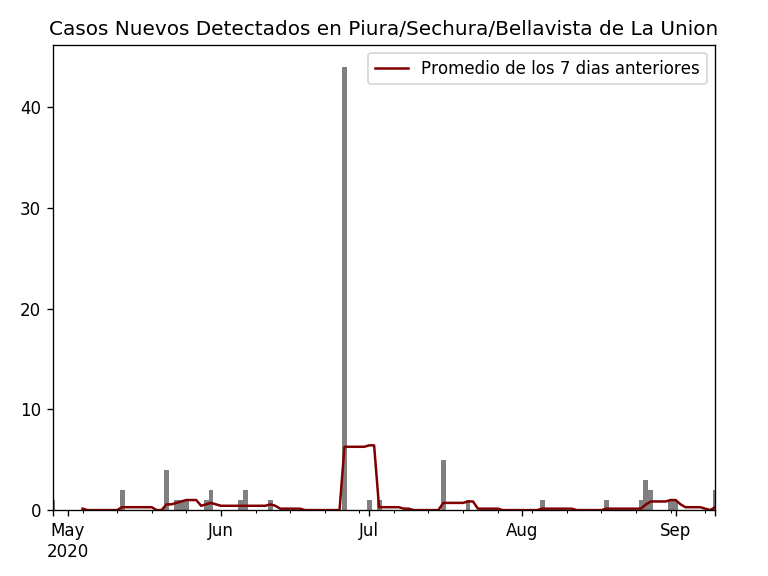 Casos Nuevos Detectados en Piura/Sechura/Bellavista de La Union
Promedio de los 7 dias anteriores
40
30
20
10
0
May Jun Jul Aug Sep
2020